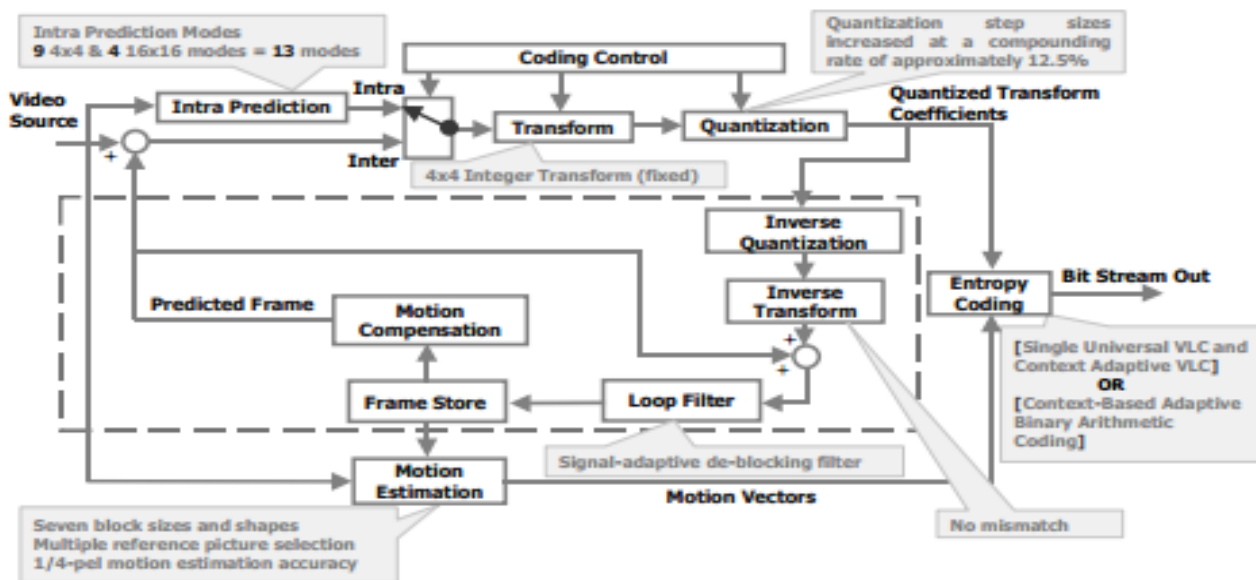 Intra Prediction Modes
9 4x4 & 4 16x16 modes = 13 modes
Coding Control
Quantization step sizes
increased at a compounding
rate of approximately 12.5%
Video
Source
Intra Prediction
Intra
Inter
Transform
Quantization
Quantized Transform
Coefficients
+
4x4 Integer Transform (fixed)
Inverse
Quantization
Predicted Frame
Motion
Compensation
Inverse
Transform
Entropy
Coding
Bit Stream Out
+
+
Frame Store
Loop Filter
[Single Universal VLC and
Context Adaptive VLC]
OR
[Context-Based Adaptive
Binary Arithmetic
Coding]
Signal-adaptive de-blocking filter
Motion
Estimation
Motion Vectors
No mismatch
Seven block sizes and shapes
Multiple reference picture selection
1/4-pel motion estimation accuracy